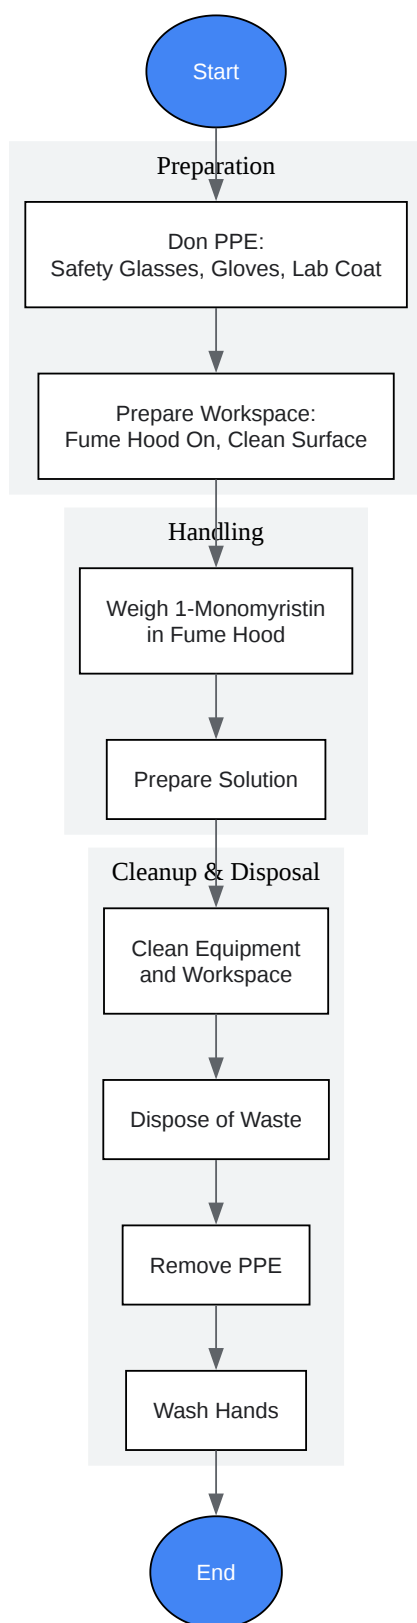 Start
Preparation
Don PPE:
Safety Glasses, Gloves, Lab Coat
Prepare Workspace:
Fume Hood On, Clean Surface
Handling
Weigh 1-Monomyristin
in Fume Hood
Prepare Solution
Cleanup & Disposal
Clean Equipment
and Workspace
Dispose of Waste
Remove PPE
Wash Hands
End